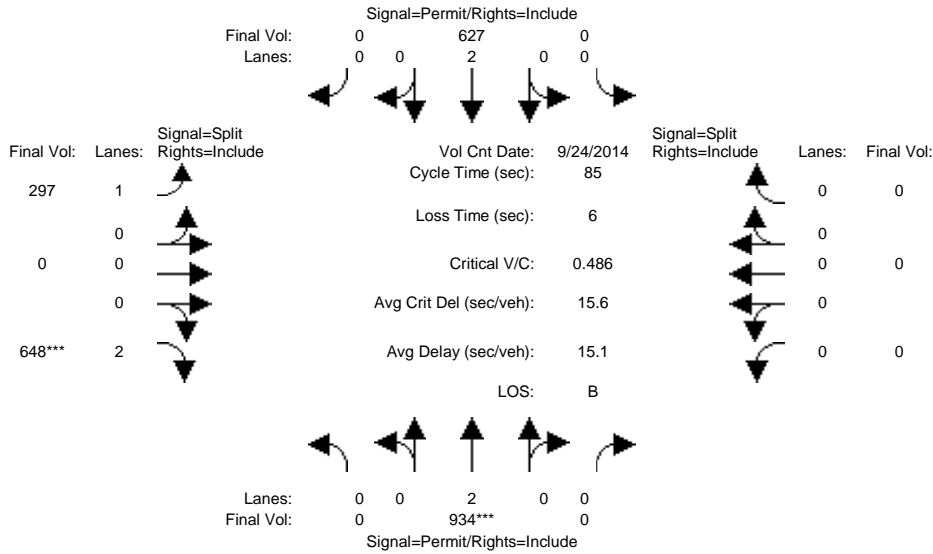 Signal=Permit/Rights=Include
Final Vol: 0 627 0
Lanes: 0 0 2 0 0
Signal=Split Signal=Split
Final Vol: Lanes: Rights=Include Vol Cnt Date: 9/24/2014 Rights=Include Lanes: Final Vol:
Cycle Time (sec): 85
297 1 0 0
Loss Time (sec): 6
0 0
0 0 Critical V/C: 0.486 0 0
0 Avg Crit Del (sec/veh): 15.6 0
648*** 2 Avg Delay (sec/veh): 15.1 0 0
LOS: B
Lanes: 0 0 2 0 0
Final Vol: 0 934*** 0
Signal=Permit/Rights=Include